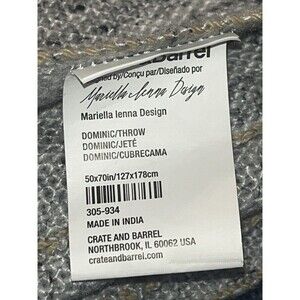 & Barrel
by/Conçu par/Diseñado por
Mariella Ienna Design
Mariella Ienna Design
DOMINIC/THROW
DOMINIC/JETÉ
DOMINIC/CUBRECAMA
50x70in/127x178cm
305-934
MADE IN INDIA
CRATE AND BARREL
NORTHBROOK, IL 60062 USA
crateandbarrel.com